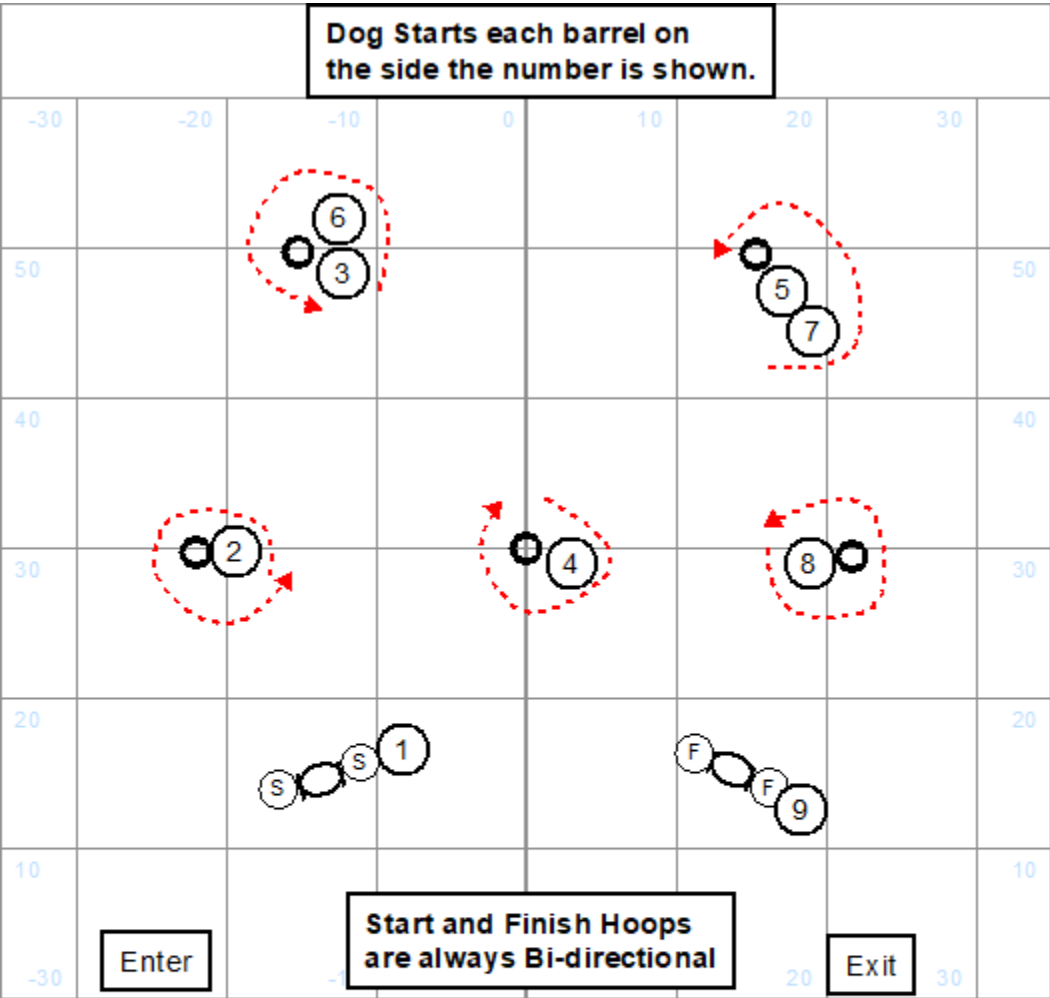 Dog Starts each barrel on
the side the number is shown.
-30 -20 -10 0 10 20 30
6
3
50 50
5
7
40 40
2
4
8
30 30
20 20
1
S S
F F
9
10 10
Start and Finish Hoops
are always Bi-directional
Enter
Exit
-30 -1 20 30